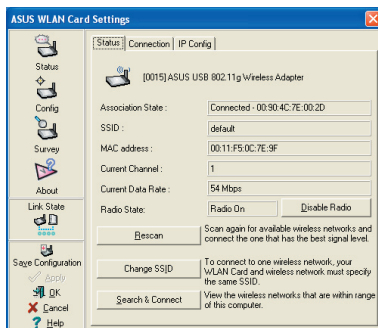 ASUS WLAN Card Settings
Status
Config
Survey
About
Link State
Save Configuration
Apply
OK
Cancel
Help
Status Connection IP Config
[0015] ASUS USB 802.11g Wireless Adapter
Association State : Connected - 00:90:4C:7E:00:2D
SSID : default
MAC address : 00:11:F5:0C:7E:9F
Current Channel : 1
Current Data Rate : 54 Mbps
Radio State: Radio On Disable Radio
Rescan
Scan again for available wireless networks and
connect the one that has the best signal level.
Change SSID
To connect to one wireless network, your
WLAN Card and wireless network must specify
the same SSID.
Search & Connect
View the wireless networks that are within range
of this computer.